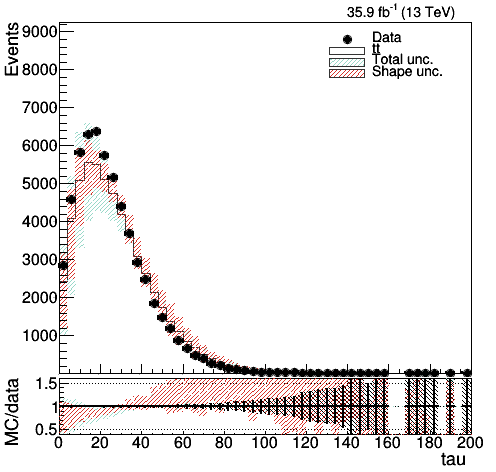 35.9 fb⁻¹ (13 TeV)
Events
9000
8000
7000
6000
5000
4000
3000
2000
1000
Data
tt̅
Total unc.
Shape unc.
MC/data
1.5
1
0.5
0 20 40 60 80 100 120 140 160 180 200
tau